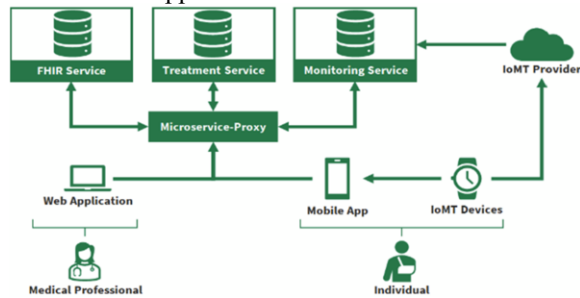 FHIR Service
Treatment Service
Monitoring Service
IoMT Provider
Microservice-Proxy
Web Application
Mobile App
IoMT Devices
Medical Professional
Individual